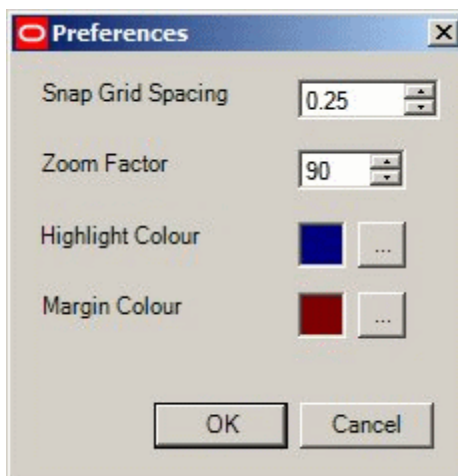 Preferences
Snap Grid Spacing 0.25
Zoom Factor 90
Highlight Colour ...
Margin Colour ...
OK Cancel